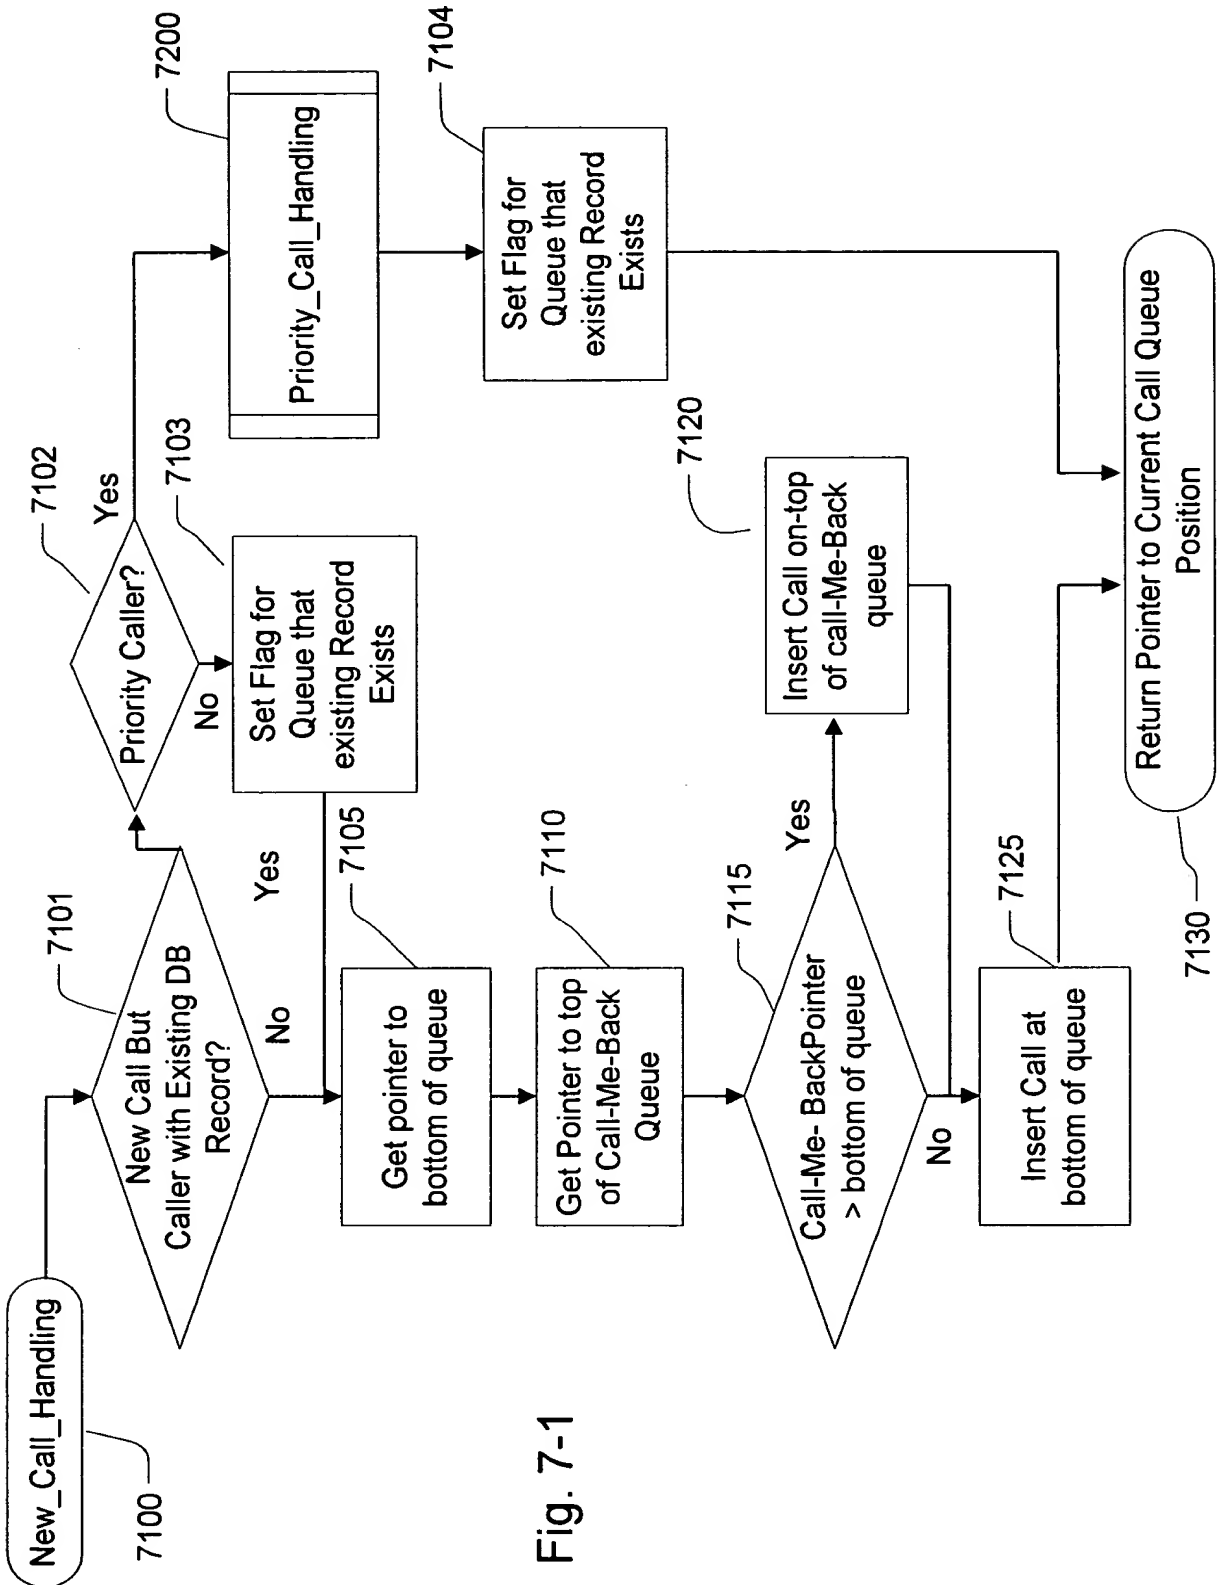 New_Call_Handling
7100
New Call But
Caller with Existing DB
Record?
7101
Yes
No
Priority Caller?
7102
Yes
No
Set Flag for
Queue that
existing Record
Exists
7103
Priority_Call_Handling
7200
Set Flag for
Queue that
existing Record
Exists
7104
Get pointer to
bottom of queue
7105
Get Pointer to top
of Call-Me-Back
Queue
7110
Call-Me- BackPointer
> bottom of queue
7115
Yes
No
Insert Call on-top
of call-Me-Back
queue
7120
Insert Call at
bottom of queue
7125
Return Pointer to Current Call Queue
Position
7130
Fig. 7-1